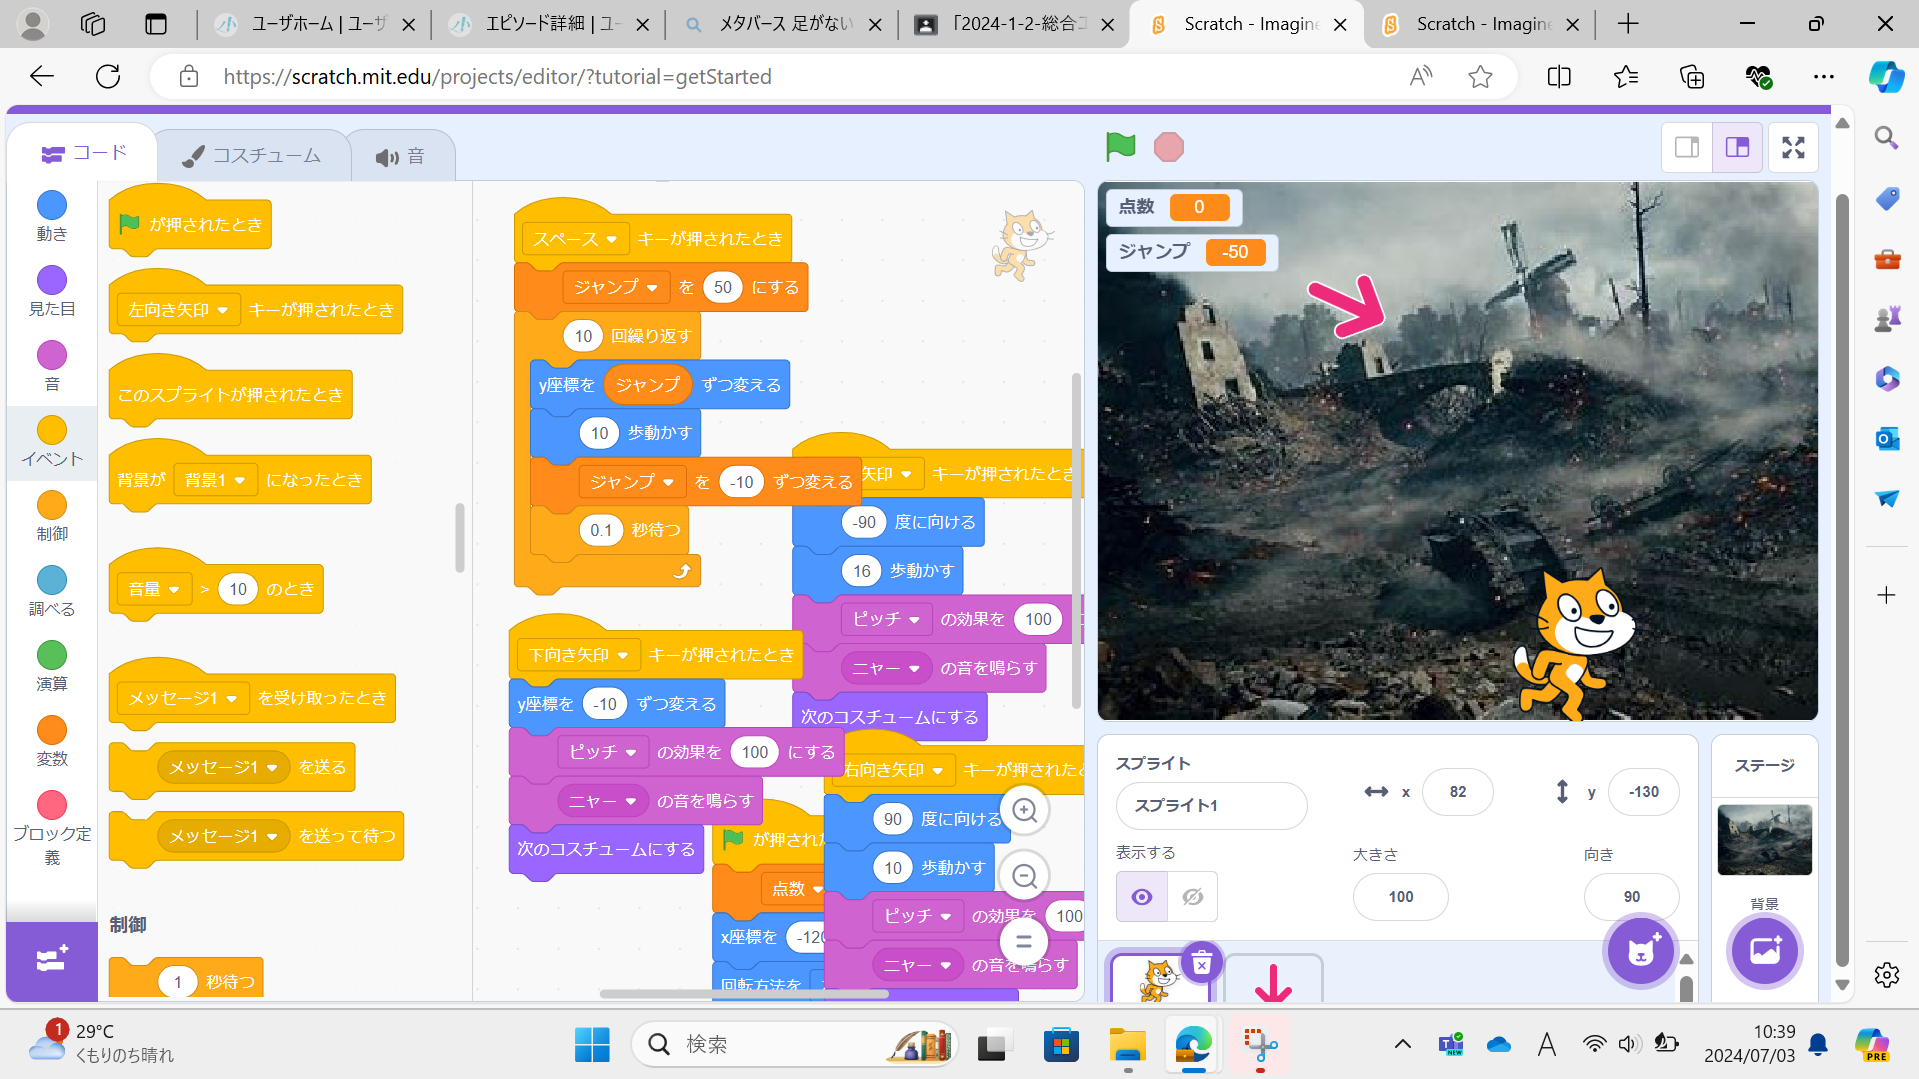 ユーザホーム | ユーザ
エピソード詳細 | ユー
メタバース 足がない
「2024-1-2-総合コ
Scratch - Imagine
Scratch - Imagine
https://scratch.mit.edu/projects/editor/?tutorial=getStarted
コード
コスチューム
音
動き
見た目
音
イベント
制御
調べる
演算
変数
ブロック定
義
が押されたとき
左向き矢印 キーが押されたとき
このスプライトが押されたとき
背景が 背景1 になったとき
音量 > 10 のとき
メッセージ1 を受け取ったとき
メッセージ1 を送る
メッセージ1 を送って待つ
制御
1 秒待つ
スペース キーが押されたとき
ジャンプ を 50 にする
10 回繰り返す
y座標を ジャンプ ずつ変える
10 歩動かす
ジャンプ を -10 ずつ変える
0.1 秒待つ
矢印 キーが押されたとき
-90 度に向ける
16 歩動かす
ピッチ の効果を 100
ニャー の音を鳴らす
次のコスチュームにする
下向き矢印 キーが押されたとき
y座標を -10 ずつ変える
ピッチ の効果を 100 にする
ニャー の音を鳴らす
次のコスチュームにする
が押され
点数
x座標を -120
回転方法を
右向き矢印 キーが押されたと
90 度に向ける
10 歩動かす
ピッチ の効果を 100
ニャー の音を鳴らす
点数 0
ジャンプ -50
スプライト
スプライト1
x 82
y -130
表示する
大きさ
100
向き
90
ステージ
背景
1
29°C
くもりのち晴れ
検索
NEW
A
10:39
2024/07/03
PRE